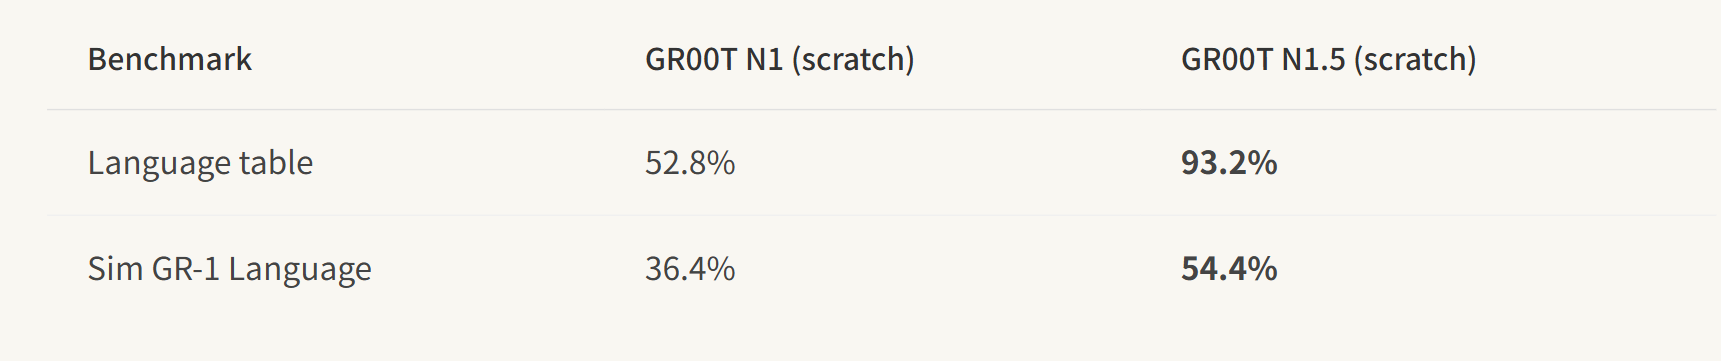 Benchmark GR00T N1 (scratch) GR00T N1.5 (scratch)
Language table 52.8% 93.2%
Sim GR-1 Language 36.4% 54.4%